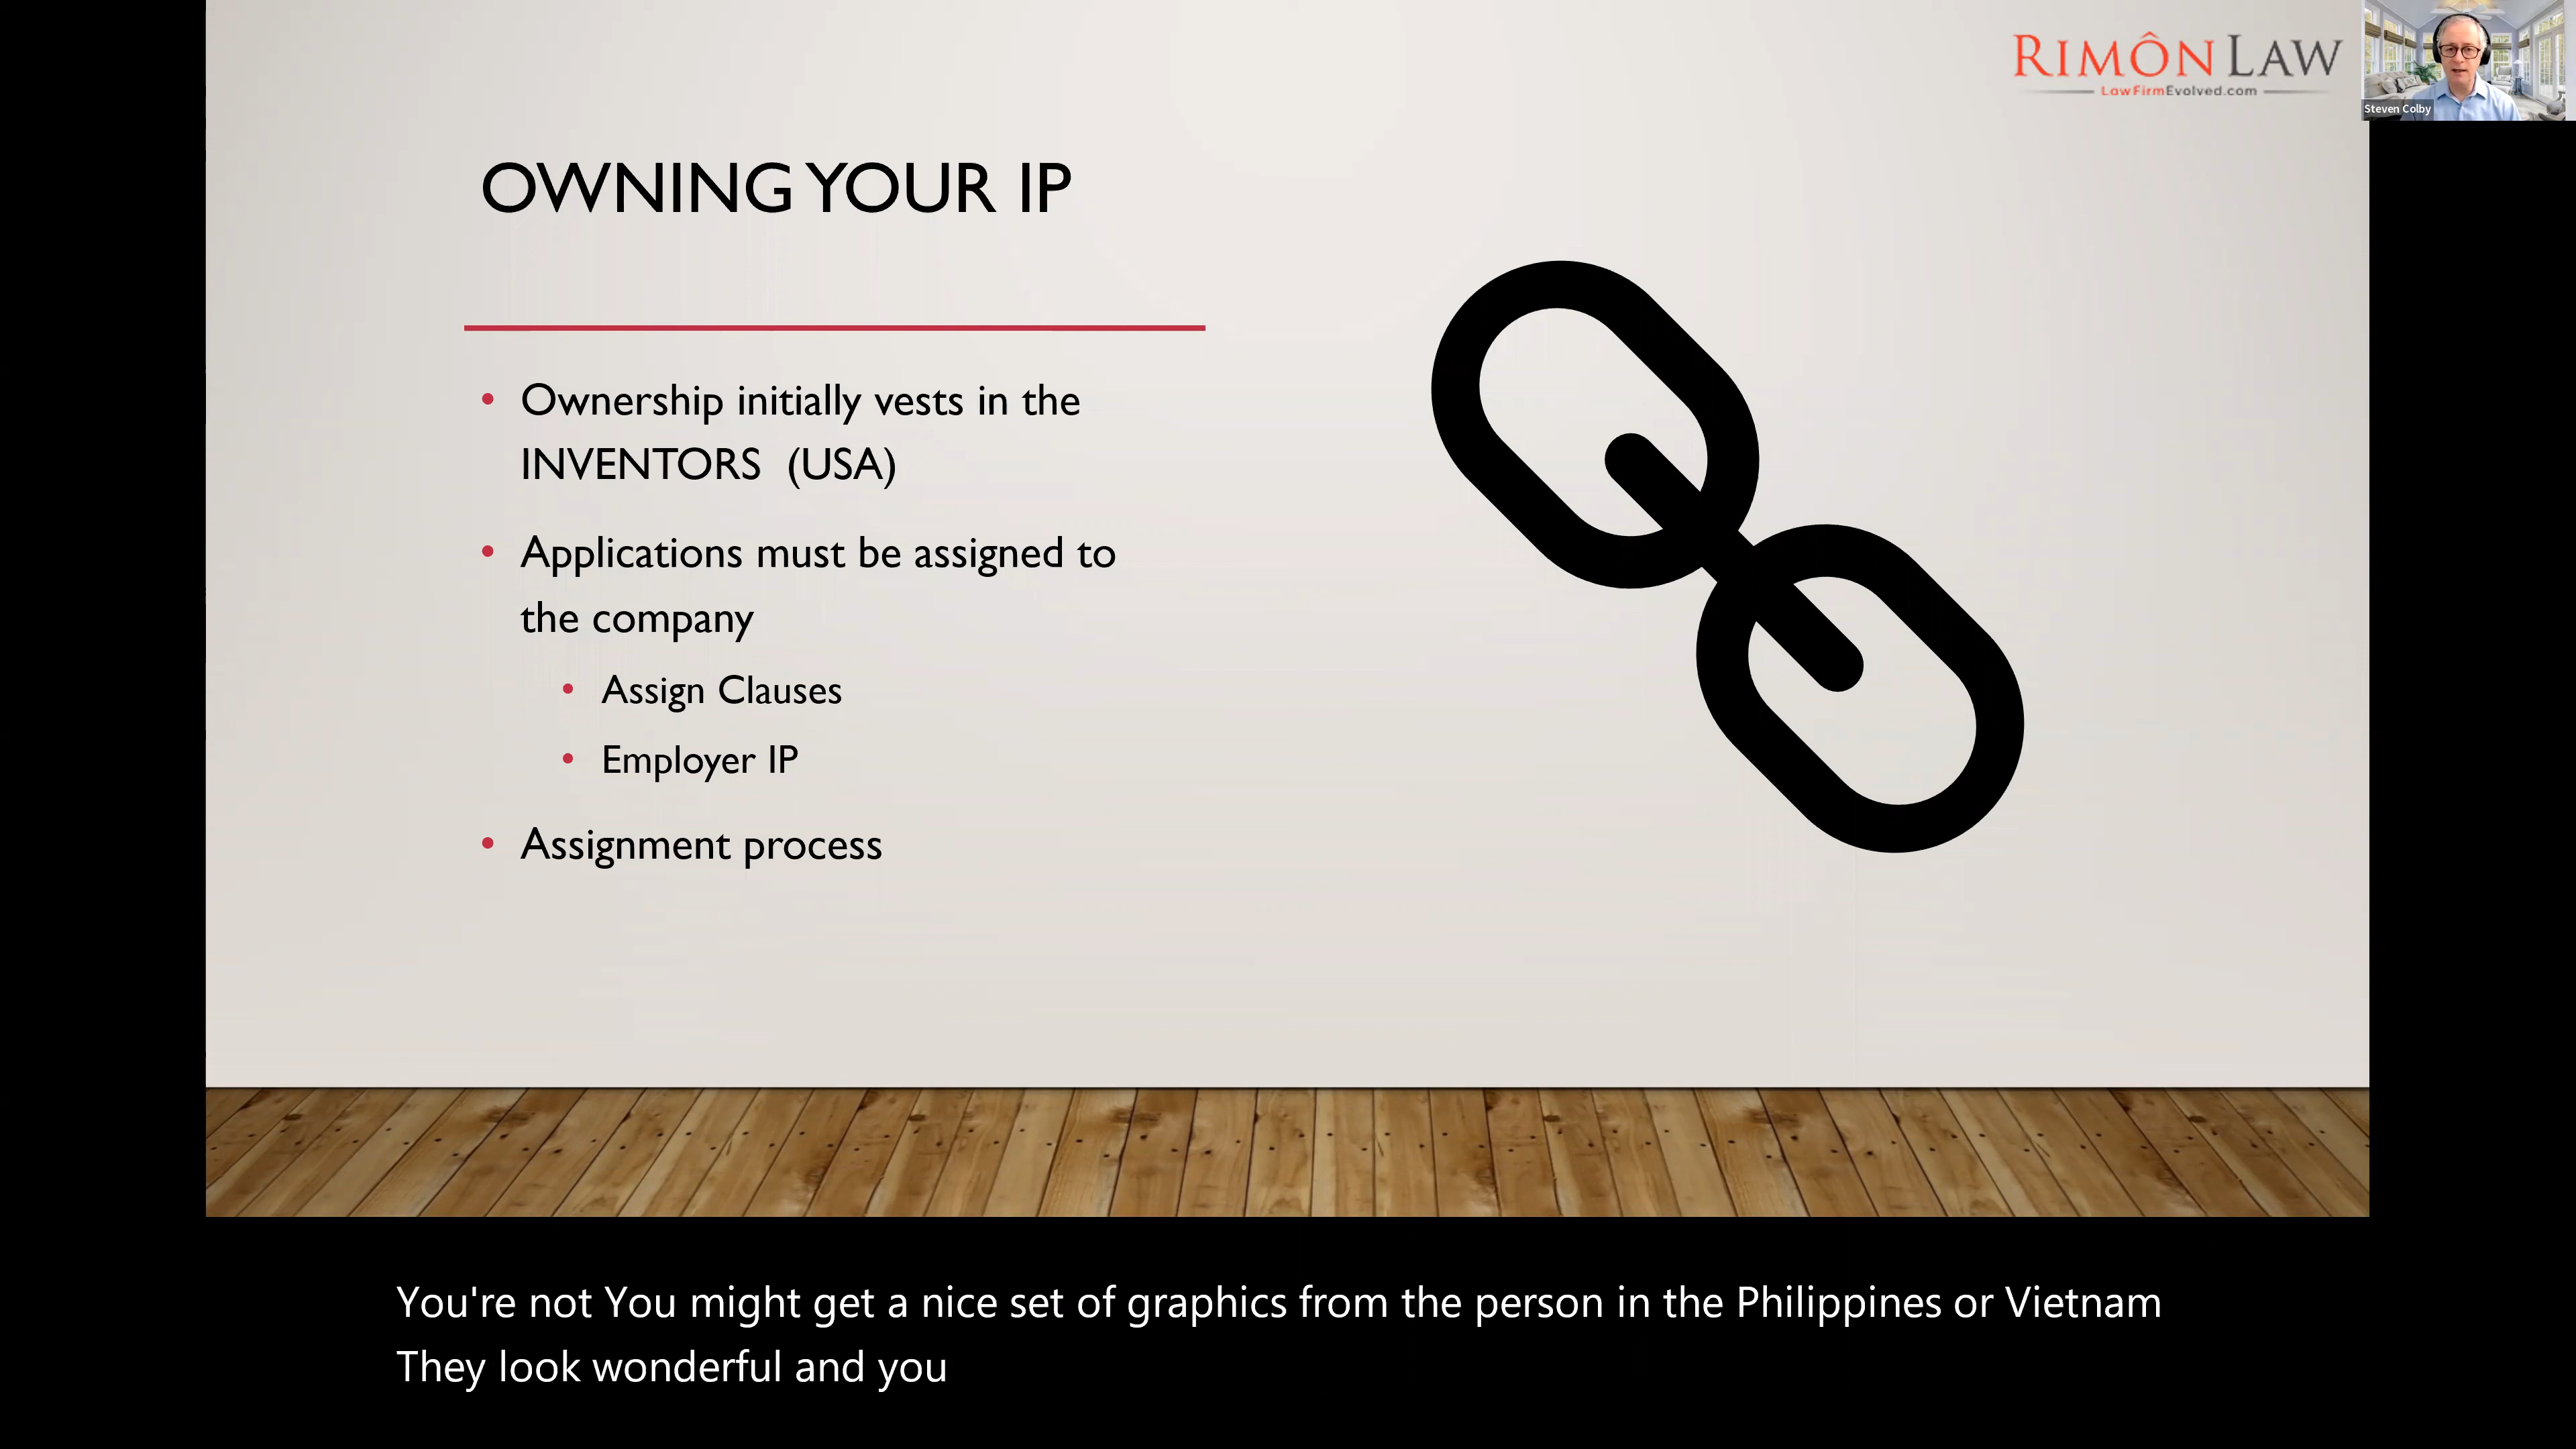 RIMÔN LAW
LawFirmEvolved.com
Steven Colby
OWNING YOUR IP
• Ownership initially vests in the
INVENTORS (USA)
• Applications must be assigned to
the company
• Assign Clauses
• Employer IP
• Assignment process
You're not You might get a nice set of graphics from the person in the Philippines or Vietnam
They look wonderful and you